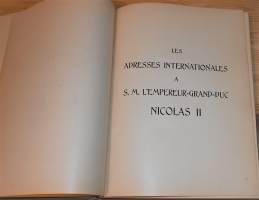 LES
ADRESSES INTERNATIONALES
A
S. M. L'EMPEREUR-GRAND-DUC
NICOLAS II